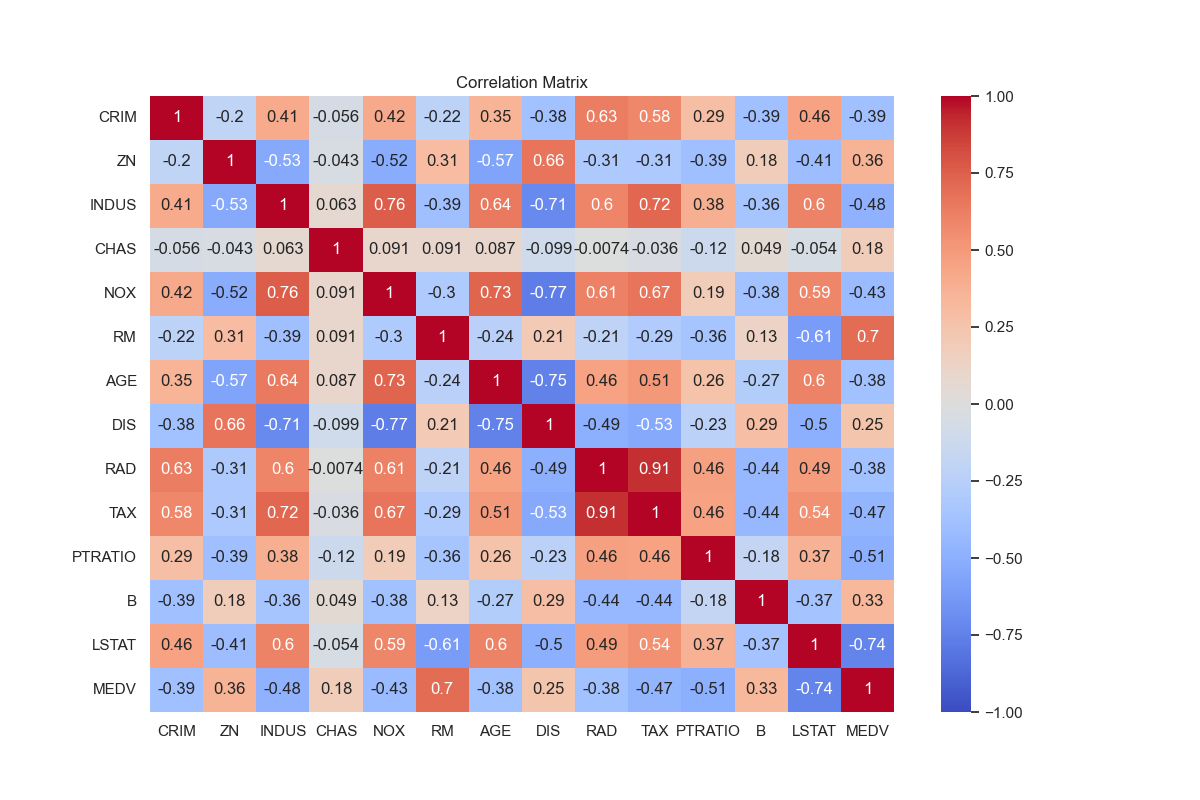 Correlation Matrix
CRIM 1 -0.2 0.41 -0.056 0.42 -0.22 0.35 -0.38 0.63 0.58 0.29 -0.39 0.46 -0.39
ZN -0.2 1 -0.53 -0.043 -0.52 0.31 -0.57 0.66 -0.31 -0.31 -0.39 0.18 -0.41 0.36
INDUS 0.41 -0.53 1 0.063 0.76 -0.39 0.64 -0.71 0.6 0.72 0.38 -0.36 0.6 -0.48
CHAS -0.056 -0.043 0.063 1 0.091 0.091 0.087 -0.099 -0.0074 -0.036 -0.12 0.049 -0.054 0.18
NOX 0.42 -0.52 0.76 0.091 1 -0.3 0.73 -0.77 0.61 0.67 0.19 -0.38 0.59 -0.43
RM -0.22 0.31 -0.39 0.091 -0.3 1 -0.24 0.21 -0.21 -0.29 -0.36 0.13 -0.61 0.7
AGE 0.35 -0.57 0.64 0.087 0.73 -0.24 1 -0.75 0.46 0.51 0.26 -0.27 0.6 -0.38
DIS -0.38 0.66 -0.71 -0.099 -0.77 0.21 -0.75 1 -0.49 -0.53 -0.23 0.29 -0.5 0.25
RAD 0.63 -0.31 0.6 -0.0074 0.61 -0.21 0.46 -0.49 1 0.91 0.46 -0.44 0.49 -0.38
TAX 0.58 -0.31 0.72 -0.036 0.67 -0.29 0.51 -0.53 0.91 1 0.46 -0.44 0.54 -0.47
PTRATIO 0.29 -0.39 0.38 -0.12 0.19 -0.36 0.26 -0.23 0.46 0.46 1 -0.18 0.37 -0.51
B -0.39 0.18 -0.36 0.049 -0.38 0.13 -0.27 0.29 -0.44 -0.44 -0.18 1 -0.37 0.33
LSTAT 0.46 -0.41 0.6 -0.054 0.59 -0.61 0.6 -0.5 0.49 0.54 0.37 -0.37 1 -0.74
MEDV -0.39 0.36 -0.48 0.18 -0.43 0.7 -0.38 0.25 -0.38 -0.47 -0.51 0.33 -0.74 1
CRIM ZN INDUS CHAS NOX RM AGE DIS RAD TAX PTRATIO B LSTAT MEDV
1.00
0.75
0.50
0.25
0.00
−0.25
−0.50
−0.75
−1.00